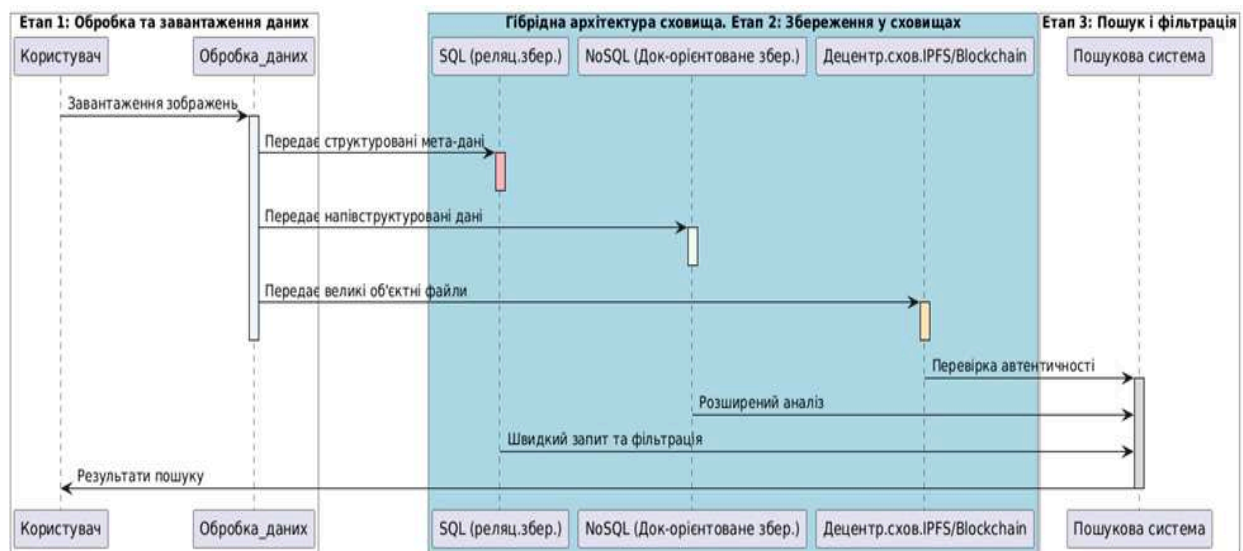 Етап 1: Обробка та завантаження даних
Гібрідна архітектура сховища. Етап 2: Збереження у сховищах
Етап 3: Пошук і фільтрація
Користувач
Обробка_даних
SQL (реляц.збер.)
NoSQL (Док-орієнтоване збер.)
Децентр.схов.IPFS/Blockchain
Пошукова система
Завантаження зображень
Передає структуровані мета-дані
Передає напівструктуровані дані
Передає великі об'єктні файли
Перевірка автентичності
Розширений аналіз
Швидкий запит та фільтрація
Результати пошуку
Користувач
Обробка_даних
SQL (реляц.збер.)
NoSQL (Док-орієнтоване збер.)
Децентр.схов.IPFS/Blockchain
Пошукова система